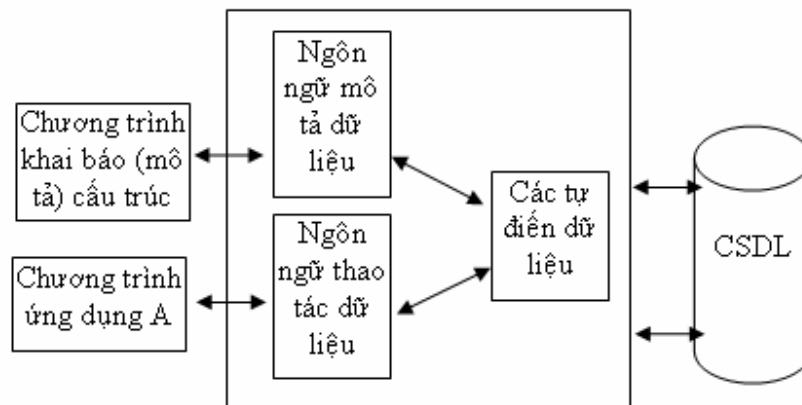 Ngôn
ngữ mô
tả dữ
liệu
Chương trình
khai báo (mô
tả) cấu trúc
Các tự
điển dữ
liệu
CSDL
Ngôn
ngữ thao
tác dữ
liệu
Chương trình
ứng dụng A